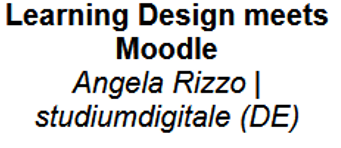 Learning Design meets
Moodle
Angela Rizzo |
studiumdigitale (DE)